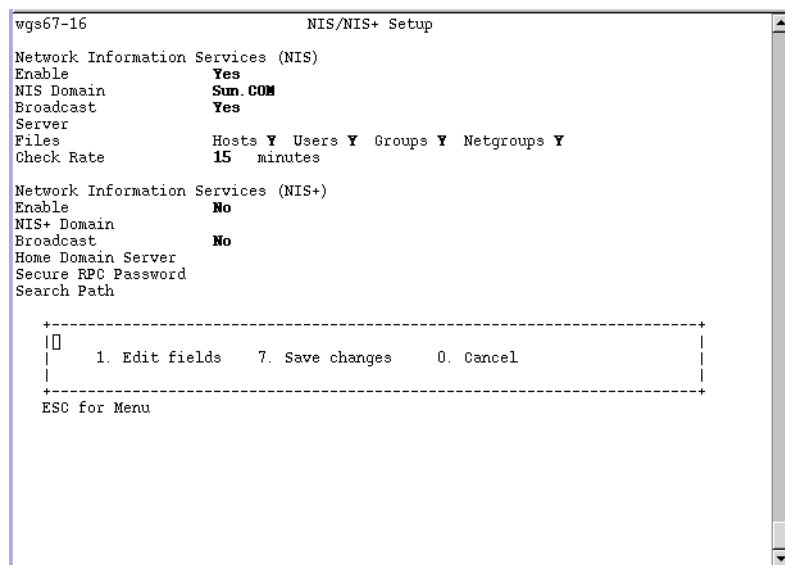 wgs67-16 NIS/NIS+ Setup
Network Information Services (NIS)
Enable Yes
NIS Domain Sun.COM
Broadcast Yes
Server
Files Hosts Y Users Y Groups Y Netgroups Y
Check Rate 15 minutes
Network Information Services (NIS+)
Enable No
NIS+ Domain
Broadcast No
Home Domain Server
Secure RPC Password
Search Path
1. Edit fields 7. Save changes 0. Cancel
ESC for Menu